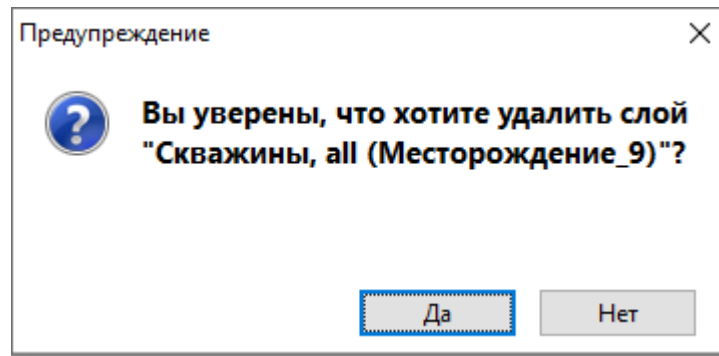 Предупреждение
Вы уверены, что хотите удалить слой
"Скважины, all (Месторождение_9)"?
Да
Нет